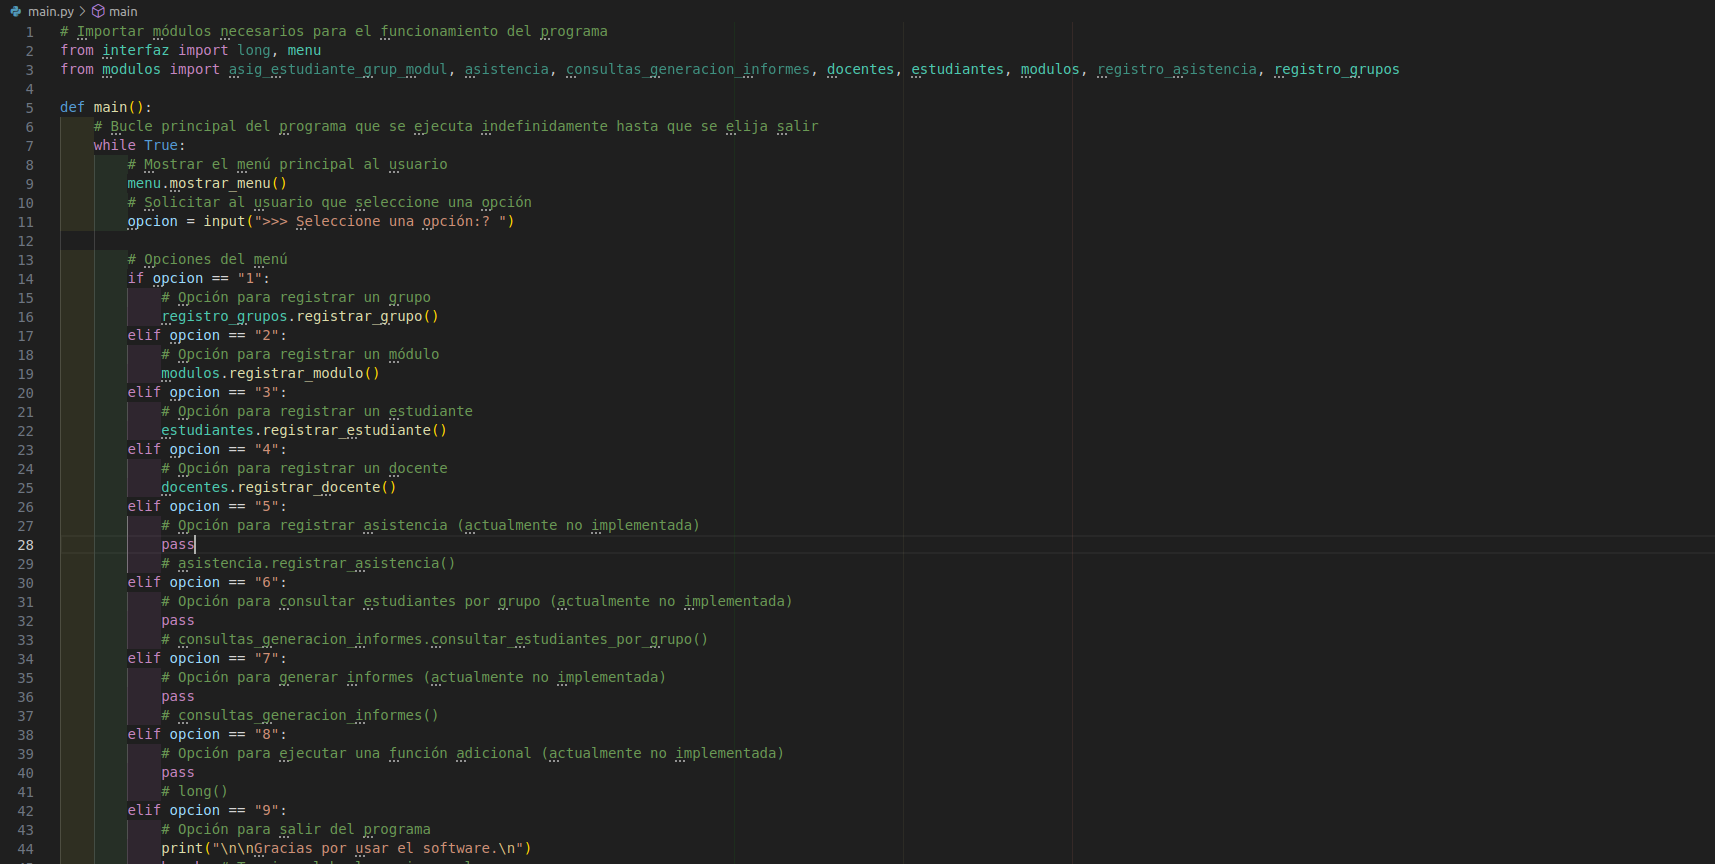 main.py > main
1 # Importar módulos necesarios para el funcionamiento del programa
2 from interfaz import long, menu
3 from modulos import asig_estudiante_grup_modul, asistencia, consultas_generacion_informes, docentes, estudiantes, modulos, registro_asistencia, registro_grupos
4
5 def main():
6     # Bucle principal del programa que se ejecuta indefinidamente hasta que se elija salir
7     while True:
8         # Mostrar el menú principal al usuario
9         menu.mostrar_menu()
10         # Solicitar al usuario que seleccione una opción
11         opcion = input(">>> Seleccione una opción:? ")
12
13         # Opciones del menú
14         if opcion == "1":
15             # Opción para registrar un grupo
16             registro_grupos.registrar_grupo()
17         elif opcion == "2":
18             # Opción para registrar un módulo
19             modulos.registrar_modulo()
20         elif opcion == "3":
21             # Opción para registrar un estudiante
22             estudiantes.registrar_estudiante()
23         elif opcion == "4":
24             # Opción para registrar un docente
25             docentes.registrar_docente()
26         elif opcion == "5":
27             # Opción para registrar asistencia (actualmente no implementada)
28             pass
29             # asistencia.registrar_asistencia()
30         elif opcion == "6":
31             # Opción para consultar estudiantes por grupo (actualmente no implementada)
32             pass
33             # consultas_generacion_informes.consultar_estudiantes_por_grupo()
34         elif opcion == "7":
35             # Opción para generar informes (actualmente no implementada)
36             pass
37             # consultas_generacion_informes()
38         elif opcion == "8":
39             # Opción para ejecutar una función adicional (actualmente no implementada)
40             pass
41             # long()
42         elif opcion == "9":
43             # Opción para salir del programa
44             print("\n\nGracias por usar el software.\n")